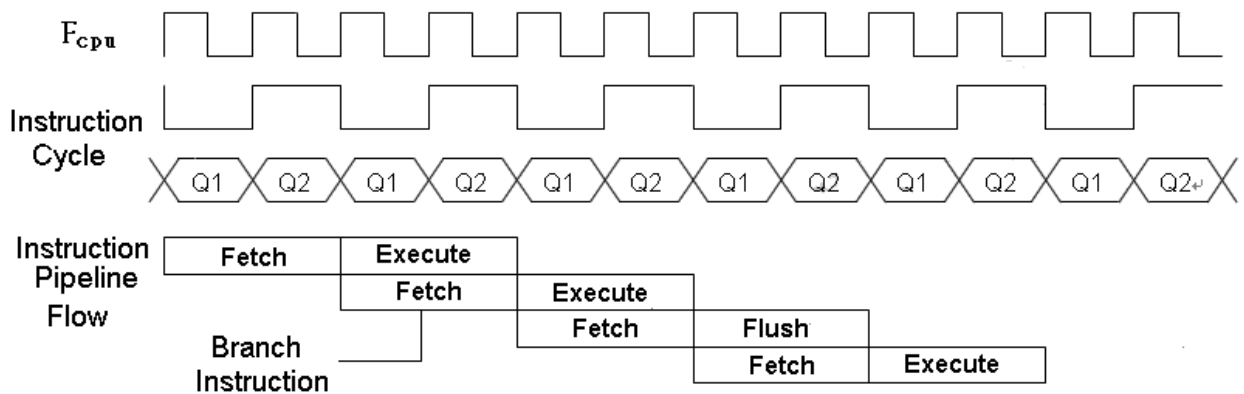 Fcpu
Instruction
Cycle
Q1 Q2 Q1 Q2 Q1 Q2 Q1 Q2 Q1 Q2 Q1 Q2↵
Instruction
Pipeline
Flow
Fetch Execute
Fetch Execute
Fetch Flush
Fetch Execute
Branch
Instruction